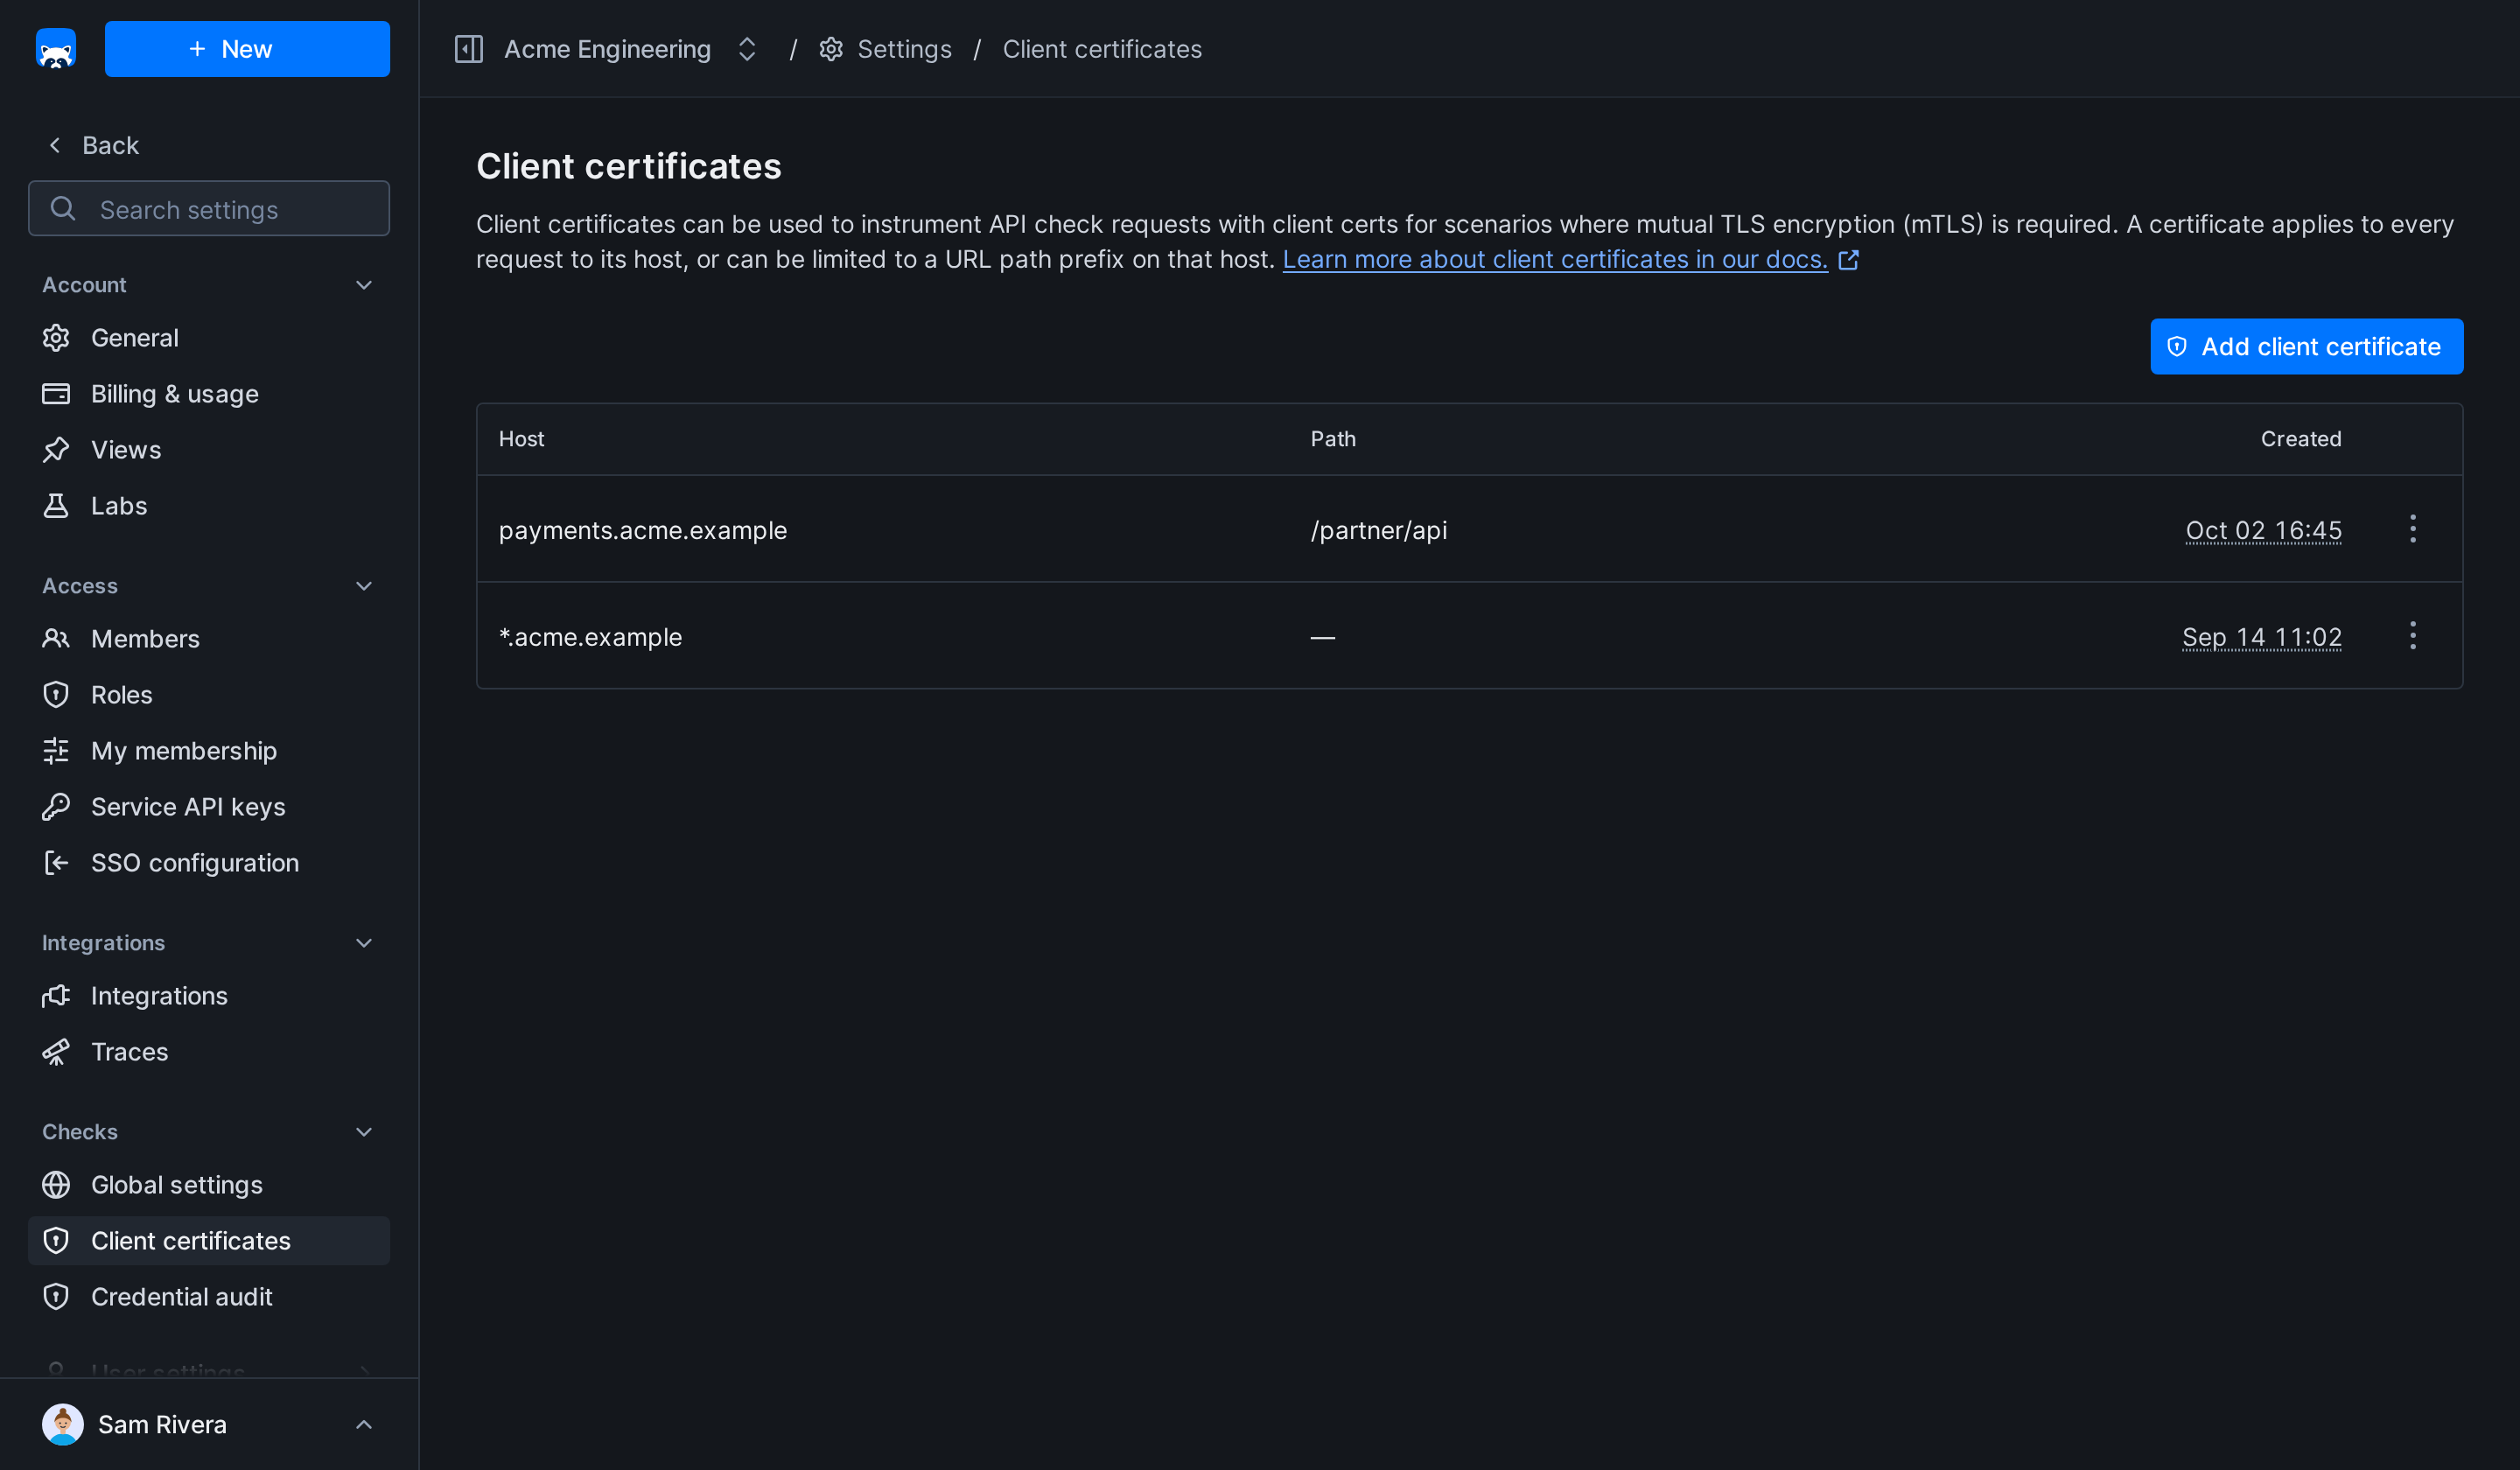 New
Acme Engineering / Settings / Client certificates
Back
Search settings
Account
General
Billing & usage
Views
Labs
Access
Members
Roles
My membership
Service API keys
SSO configuration
Integrations
Integrations
Traces
Checks
Global settings
Client certificates
Credential audit
User settings
Sam Rivera
Client certificates
Client certificates can be used to instrument API check requests with client certs for scenarios where mutual TLS encryption (mTLS) is required. A certificate applies to every
request to its host, or can be limited to a URL path prefix on that host. Learn more about client certificates in our docs.
Add client certificate
Host Path Created
payments.acme.example /partner/api Oct 02 16:45
*.acme.example — Sep 14 11:02